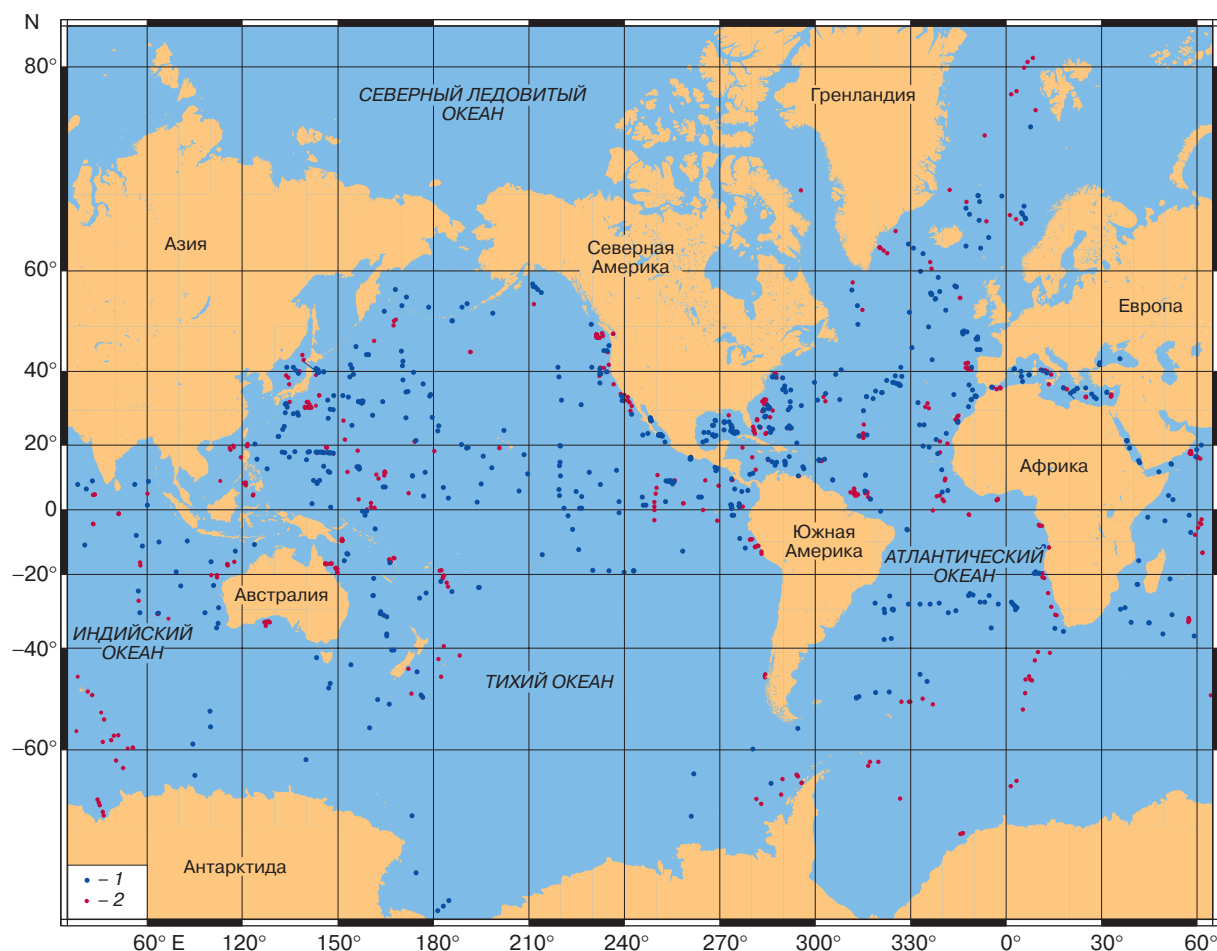 N
80°
60°
40°
20°
0
–20°
–40°
–60°
СЕВЕРНЫЙ ЛЕДОВИТЫЙ
ОКЕАН
Гренландия
Азия
Северная
Америка
Европа
Африка
Южная
Америка
АТЛАНТИЧЕСКИЙ
ОКЕАН
Австралия
ИНДИЙСКИЙ
ОКЕАН
ТИХИЙ ОКЕАН
Антарктида
– 1
– 2
60° E 120° 150° 180° 210° 240° 270° 300° 330° 0° 30° 60°